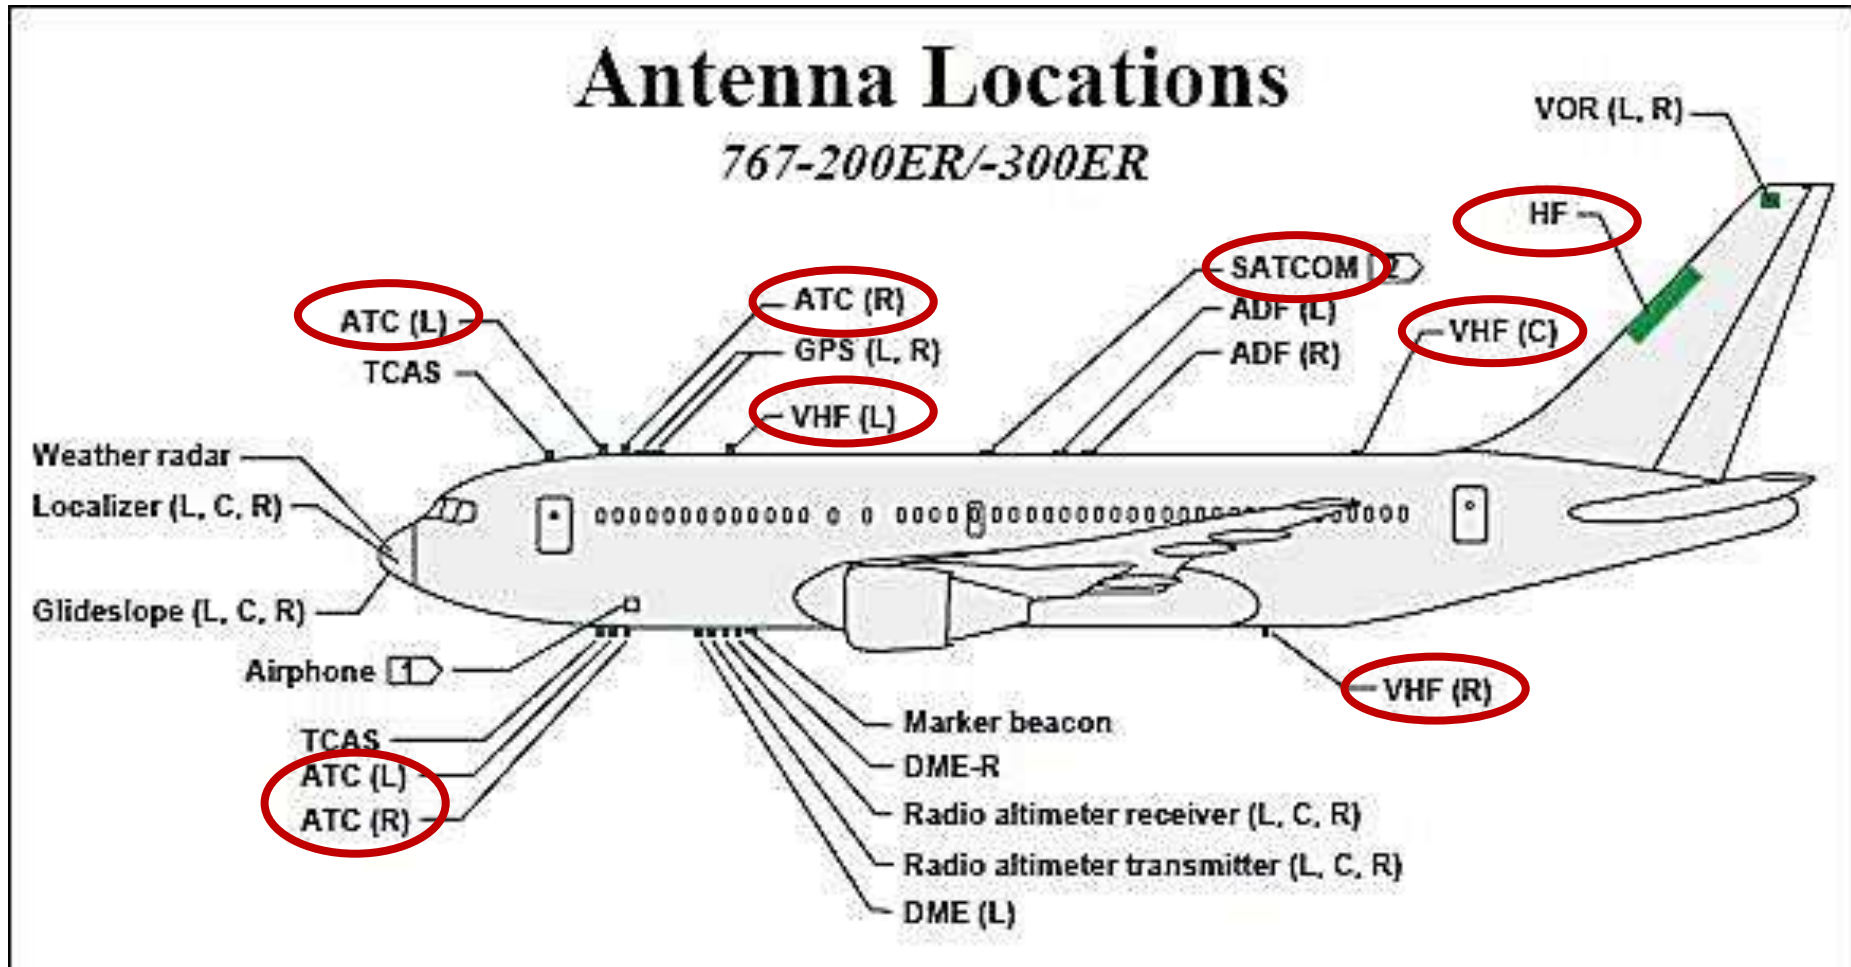 Antenna Locations
767-200ER/-300ER
VOR (L, R)
HF
SATCOM 2
ATC (R)
ATC (L)
ADF (L)
VHF (C)
GPS (L, R)
ADF (R)
TCAS
VHF (L)
Weather radar
Localizer (L, C, R)
Glideslope (L, C, R)
Airphone 1
VHF (R)
Marker beacon
TCAS
DME-R
ATC (L)
Radio altimeter receiver (L, C, R)
ATC (R)
Radio altimeter transmitter (L, C, R)
DME (L)